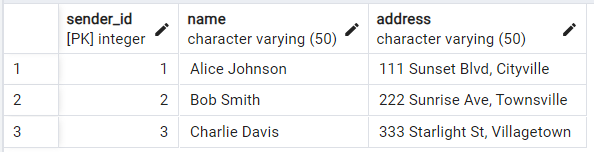 sender_id name address
[PK] integer character varying (50) character varying (50)
1 1 Alice Johnson 111 Sunset Blvd, Cityville
2 2 Bob Smith 222 Sunrise Ave, Townsville
3 3 Charlie Davis 333 Starlight St, Villagetown